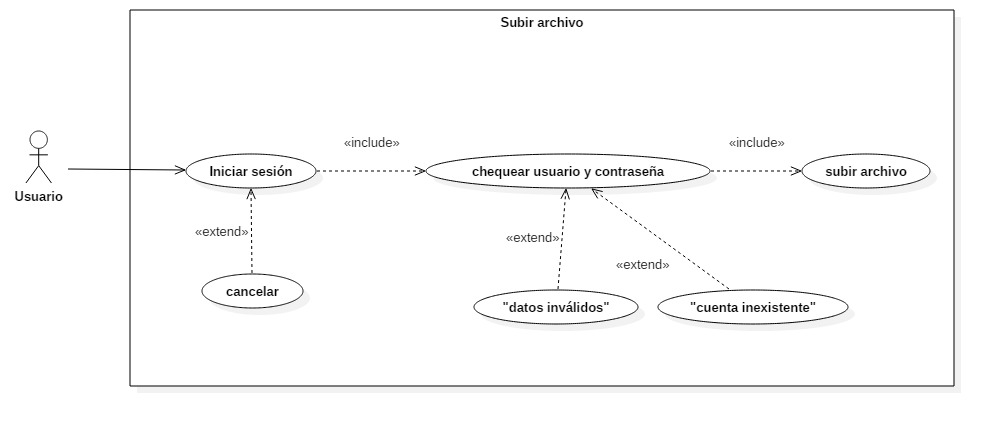 Subir archivo
«include»
«include»
Iniciar sesión
chequear usuario y contraseña
subir archivo
Usuario
«extend»
«extend»
«extend»
cancelar
"datos inválidos"
"cuenta inexistente"